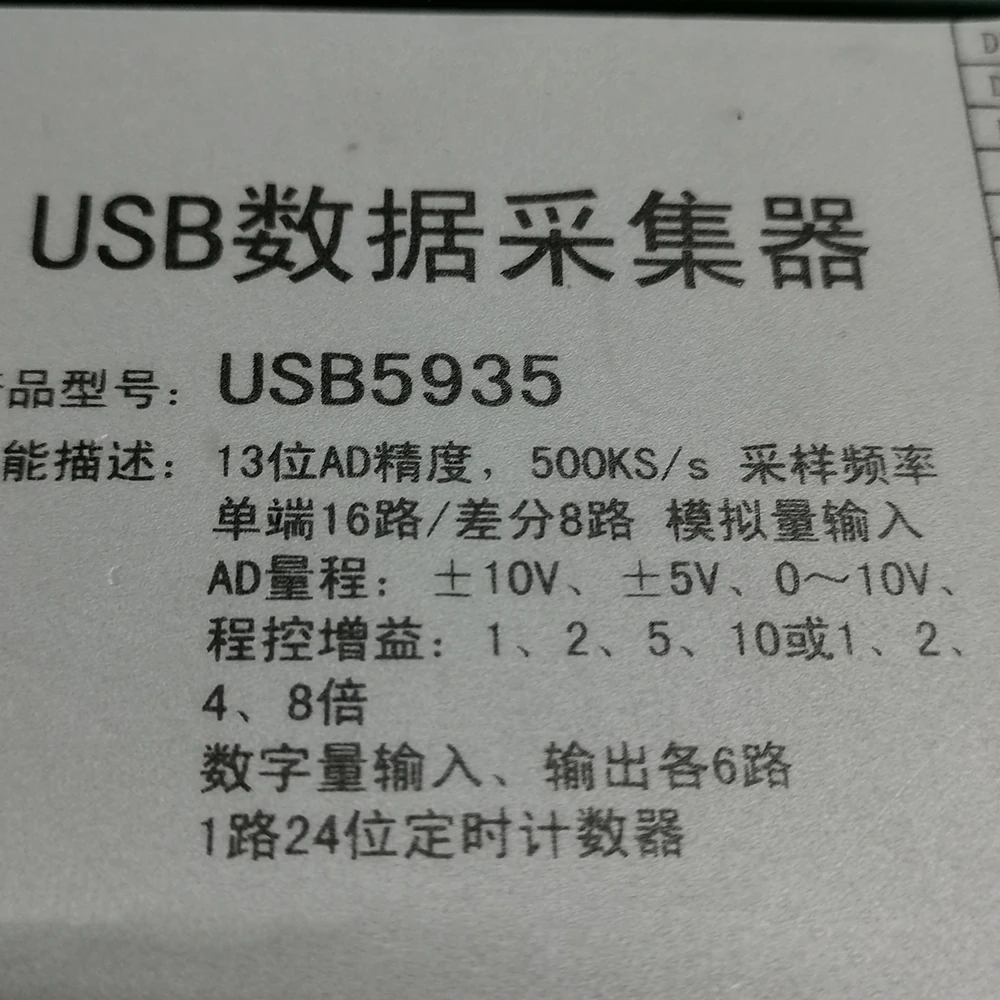 USB数据采集器
品型号：USB5935
能描述：13位AD精度，500KS/s 采样频率
单端16路/差分8路 模拟量输入
AD量程：±10V、±5V、0～10V、
程控增益：1、2、5、10或1、2、
4、8倍
数字量输入、输出各6路
1路24位定时计数器